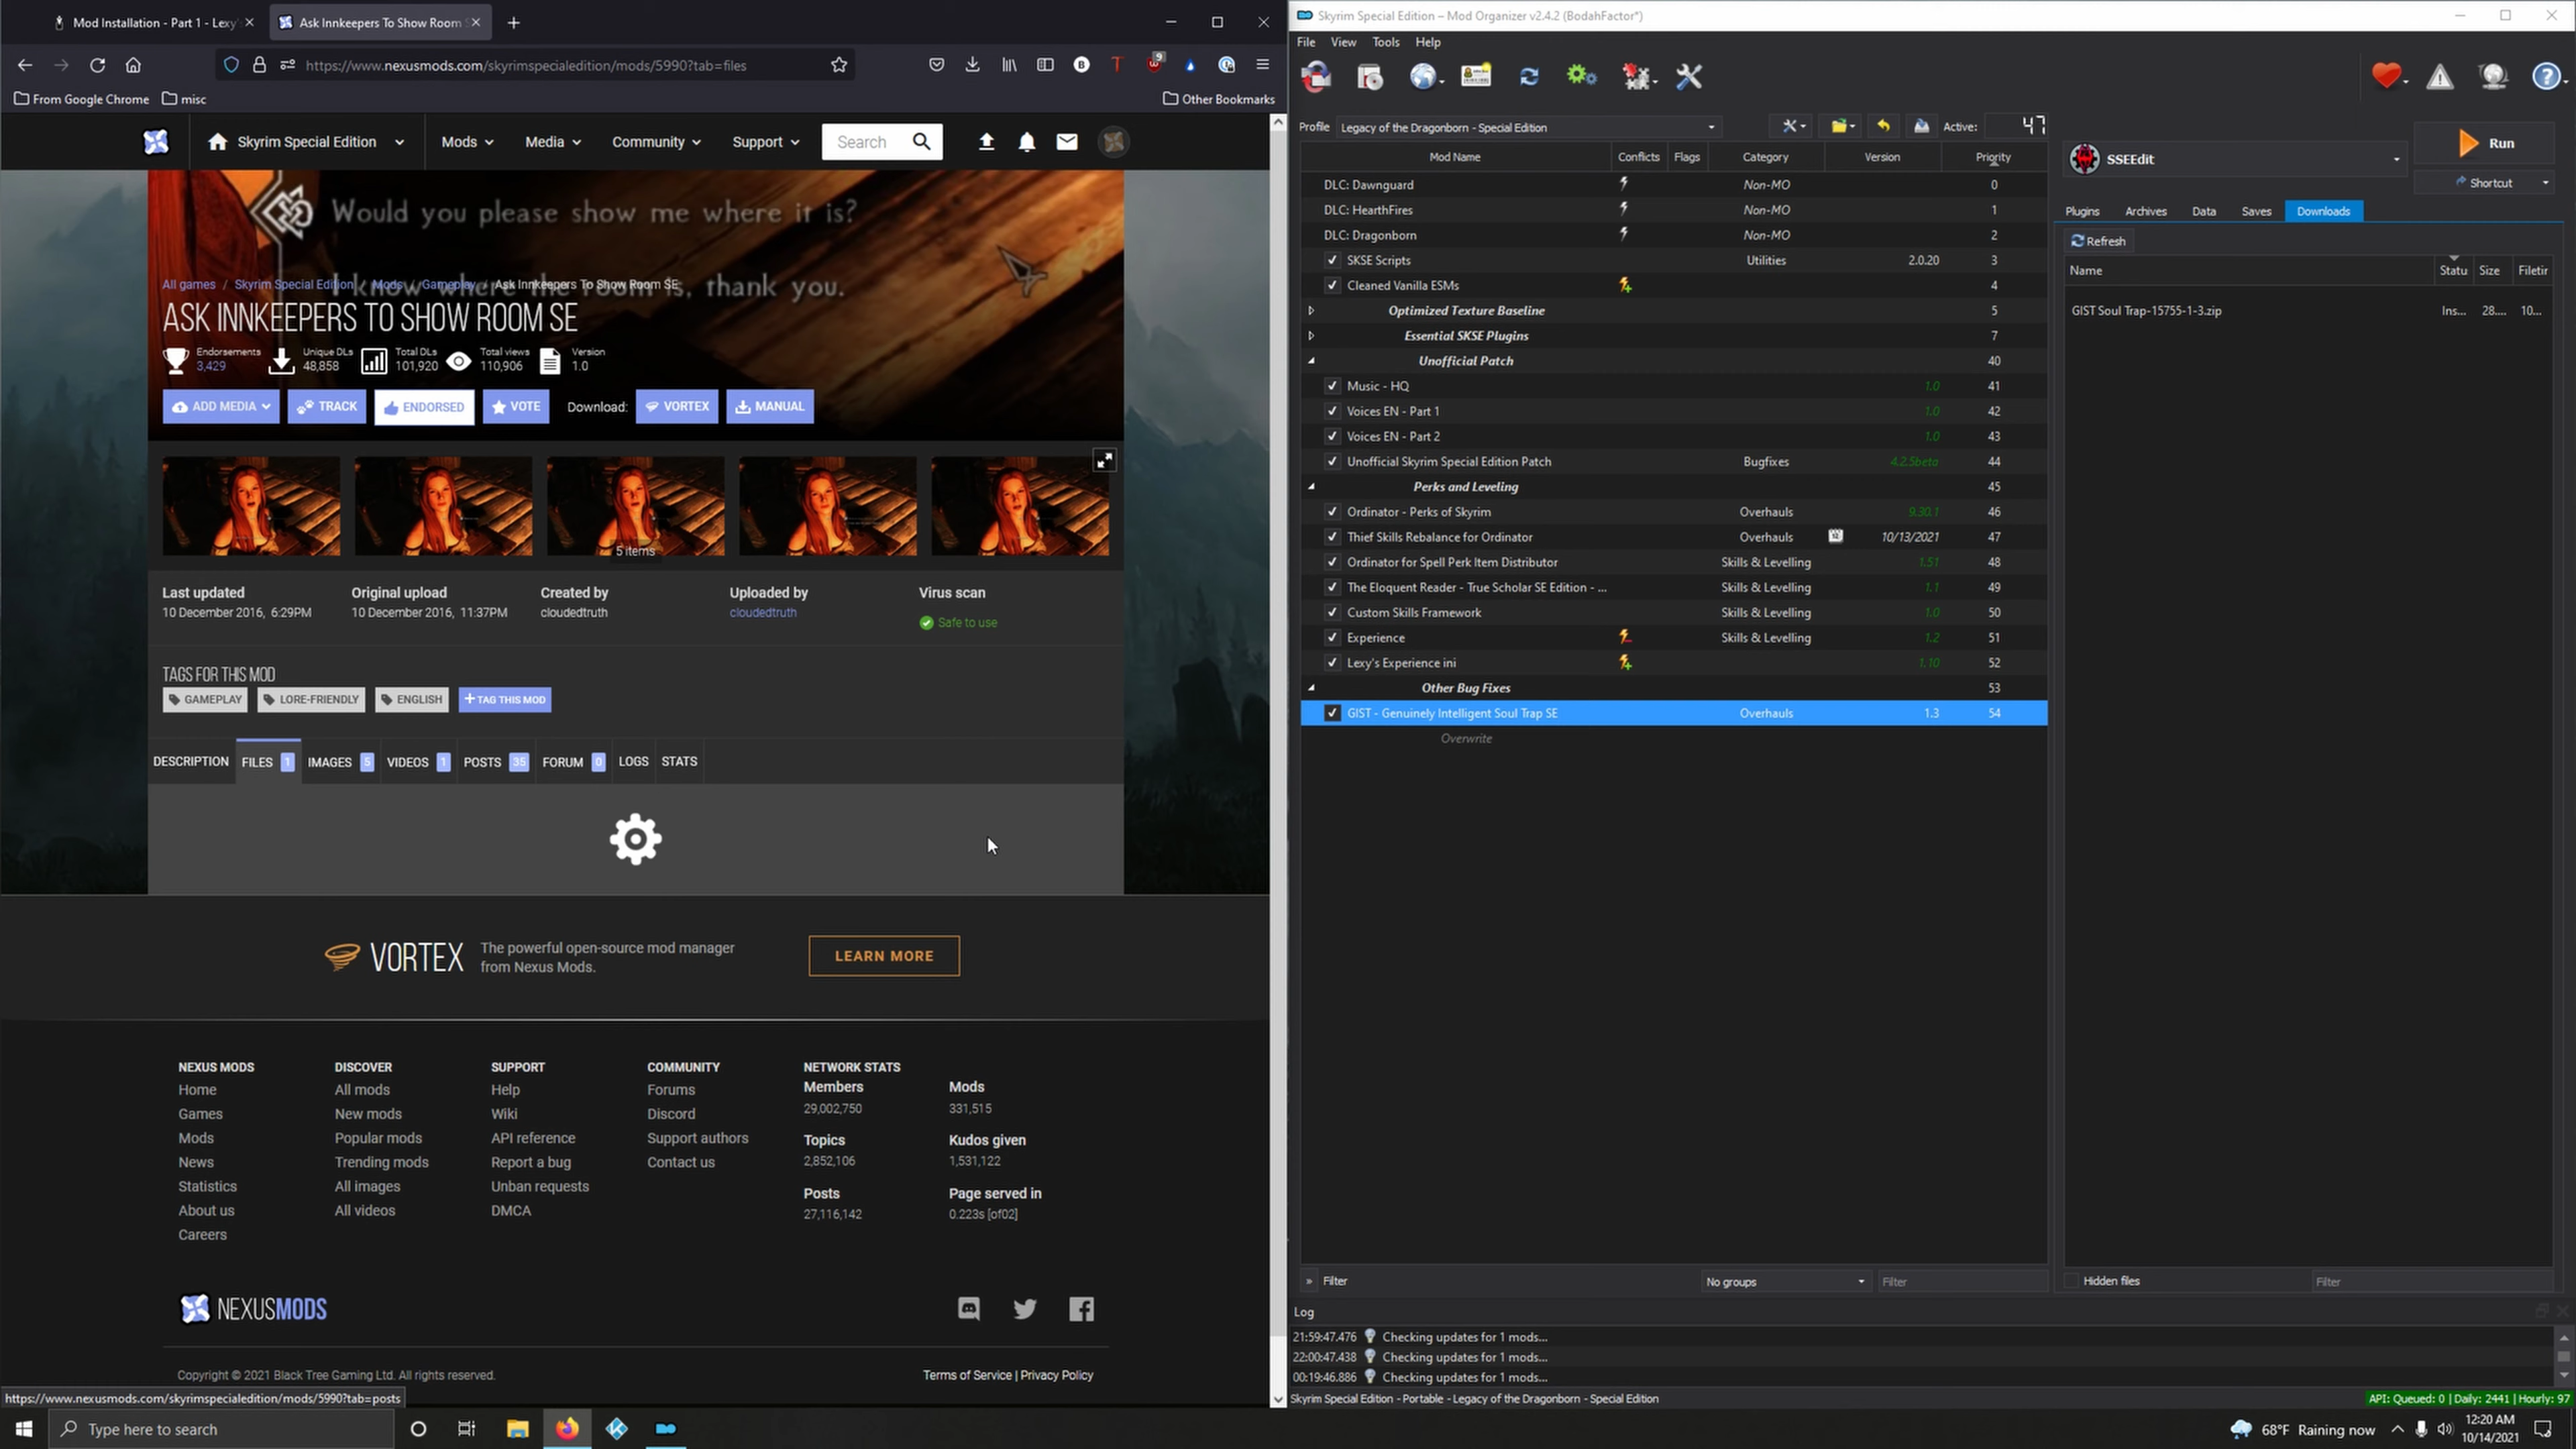 Mod Installation - Part 1 - Lexy'
Ask Innkeepers To Show Room S
https://www.nexusmods.com/skyrimspecialedition/mods/5990?tab=files
9
From Google Chrome
misc
Other Bookmarks
Skyrim Special Edition
Mods
Media
Community
Support
Search
Would you please show me where it is?
I know where the room is, thank you.
All games / Skyrim Special Edition / Mods / Gameplay / Ask Innkeepers To Show Room SE
ASK INNKEEPERS TO SHOW ROOM SE
Endorsements
3,429
Unique DLs
48,858
Total DLs
101,920
Total views
110,906
Version
1.0
ADD MEDIA
TRACK
ENDORSED
VOTE
Download:
VORTEX
MANUAL
5 items
Last updated
10 December 2016, 6:29PM
Original upload
10 December 2016, 11:37PM
Created by
cloudedtruth
Uploaded by
cloudedtruth
Virus scan
Safe to use
TAGS FOR THIS MOD
GAMEPLAY
LORE-FRIENDLY
ENGLISH
+ TAG THIS MOD
DESCRIPTION
FILES 1
IMAGES 5
VIDEOS 1
POSTS 35
FORUM 0
LOGS
STATS
VORTEX
The powerful open-source mod manager
from Nexus Mods.
LEARN MORE
NEXUS MODS
Home
Games
Mods
News
Statistics
About us
Careers
DISCOVER
All mods
New mods
Popular mods
Trending mods
All images
All videos
SUPPORT
Help
Wiki
API reference
Report a bug
Unban requests
DMCA
COMMUNITY
Forums
Discord
Support authors
Contact us
NETWORK STATS
Members
29,002,750
Mods
331,515
Topics
2,852,106
Kudos given
1,531,122
Posts
27,116,142
Page served in
0.223s [of02]
NEXUSMODS
Copyright © 2021 Black Tree Gaming Ltd. All rights reserved.
Terms of Service | Privacy Policy
https://www.nexusmods.com/skyrimspecialedition/mods/5990?tab=posts
Skyrim Special Edition – Mod Organizer v2.4.2 (BodahFactor*)
File View Tools Help
Profile
Legacy of the Dragonborn - Special Edition
Active: 47
Mod Name Conflicts Flags Category Version Priority
DLC: Dawnguard Non-MO 0
DLC: HearthFires Non-MO 1
DLC: Dragonborn Non-MO 2
SKSE Scripts Utilities 2.0.20 3
Cleaned Vanilla ESMs 4
Optimized Texture Baseline 5
Essential SKSE Plugins 7
Unofficial Patch 40
Music - HQ 1.0 41
Voices EN - Part 1 1.0 42
Voices EN - Part 2 1.0 43
Unofficial Skyrim Special Edition Patch Bugfixes 4.2.5beta 44
Perks and Leveling 45
Ordinator - Perks of Skyrim Overhauls 9.30.1 46
Thief Skills Rebalance for Ordinator Overhauls 10/13/2021 47
Ordinator for Spell Perk Item Distributor Skills & Levelling 1.51 48
The Eloquent Reader - True Scholar SE Edition - ... Skills & Levelling 1.1 49
Custom Skills Framework Skills & Levelling 1.0 50
Experience Skills & Levelling 1.2 51
Lexy's Experience ini 1.10 52
Other Bug Fixes 53
GIST - Genuinely Intelligent Soul Trap SE Overhauls 1.3 54
Overwrite
» Filter
No groups
Filter
SSEEdit
Run
Shortcut
Plugins Archives Data Saves Downloads
Refresh
Name Statu Size Filetir
GIST Soul Trap-15755-1-3.zip Ins... 28.... 10...
Hidden files
Filter
Log
21:59:47.476 Checking updates for 1 mods...
22:00:47.438 Checking updates for 1 mods...
00:19:46.886 Checking updates for 1 mods...
Skyrim Special Edition - Portable - Legacy of the Dragonborn - Special Edition
API: Queued: 0 | Daily: 2441 | Hourly: 97
Type here to search
68°F Raining now
12:20 AM
10/14/2021